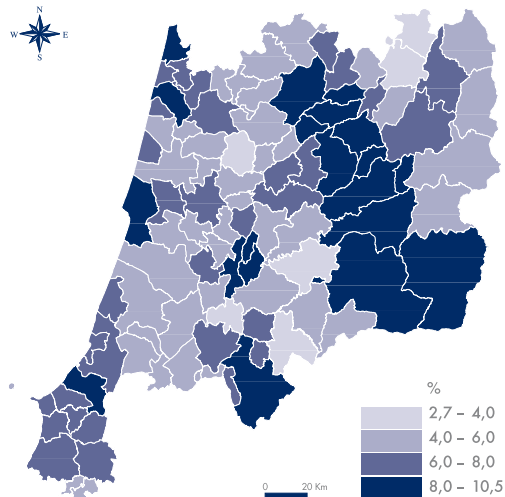 N
W E
S
%
2,7 – 4,0
4,0 – 6,0
6,0 – 8,0
8,0 – 10,5
0 20 Km